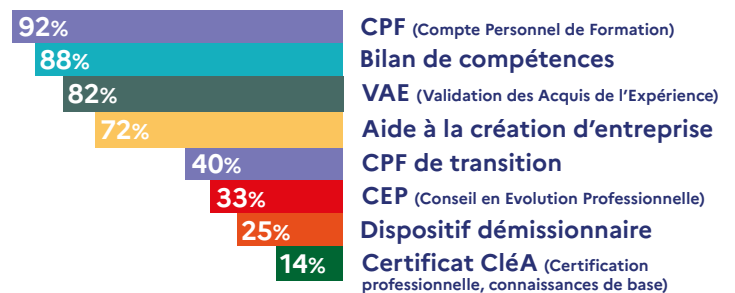 92% CPF (Compte Personnel de Formation)
88% Bilan de compétences
82% VAE (Validation des Acquis de l'Expérience)
72% Aide à la création d'entreprise
40% CPF de transition
33% CEP (Conseil en Evolution Professionnelle)
25% Dispositif démissionnaire
14% Certificat CléA (Certification
professionnelle, connaissances de base)